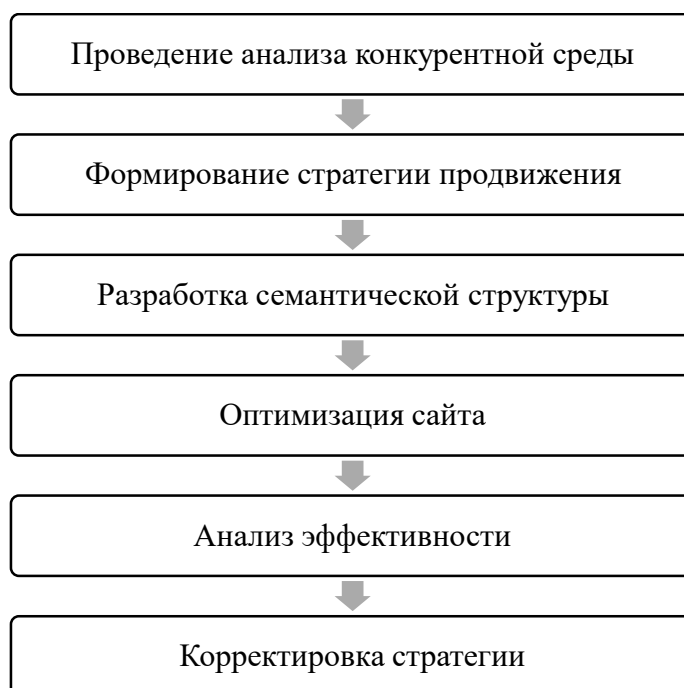 Проведение анализа конкурентной среды
Формирование стратегии продвижения
Разработка семантической структуры
Оптимизация сайта
Анализ эффективности
Корректировка стратегии